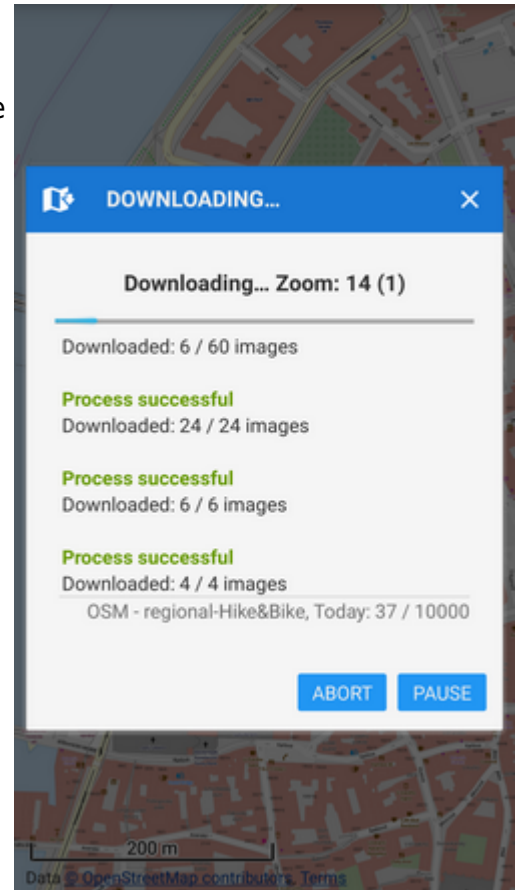 e
DOWNLOADING...
Downloading... Zoom: 14 (1)
Downloaded: 6 / 60 images
Process successful
Downloaded: 24 / 24 images
Process successful
Downloaded: 6 / 6 images
Process successful
Downloaded: 4 / 4 images
OSM - regional-Hike&Bike, Today: 37 / 10000
ABORT PAUSE
200 m
Data © OpenStreetMap contributors, Terms